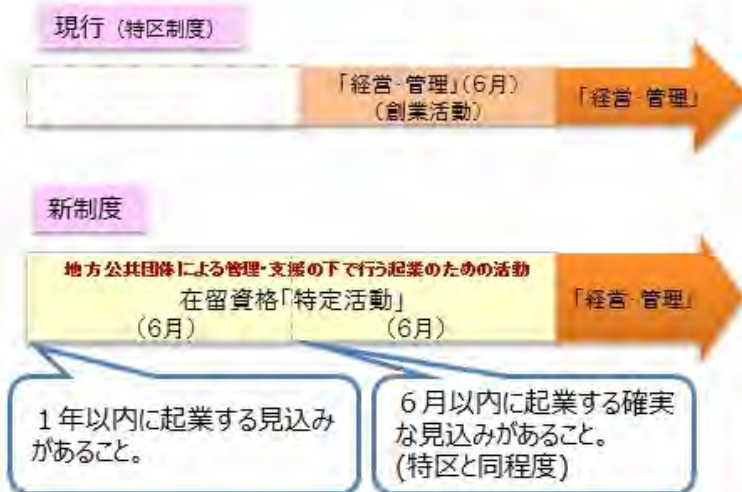 現行（特区制度）
「経営・管理」（6月）
（創業活動）
「経営・管理」
新制度
地方公共団体による管理・支援の下で行う起業のための活動
在留資格「特定活動」
（6月）
（6月）
「経営・管理」
１年以内に起業する見込み
があること。
６月以内に起業する確実
な見込みがあること。
(特区と同程度)